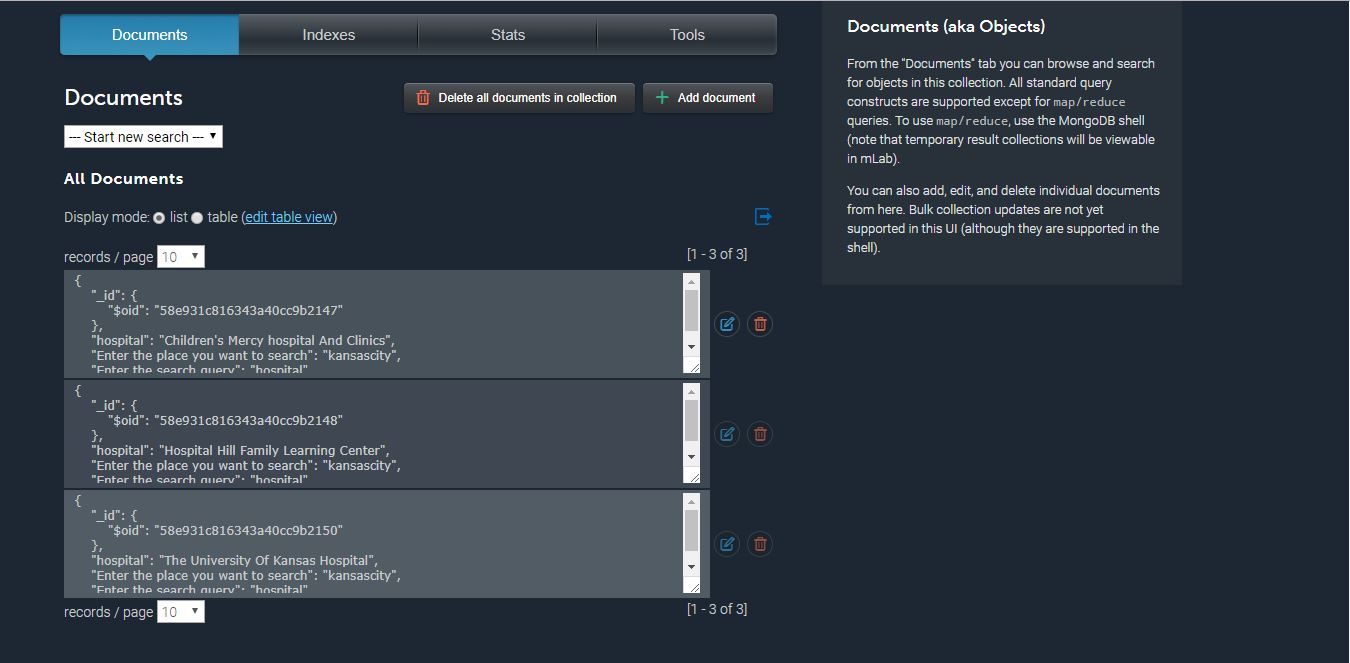 Documents Indexes Stats Tools
Documents
Delete all documents in collection
Add document
--- Start new search ---
All Documents
Display mode: list table (edit table view)
records / page 10
[1 - 3 of 3]
{
"_id": {
"$oid": "58e931c816343a40cc9b2147"
},
"hospital": "Children's Mercy hospital And Clinics",
"Enter the place you want to search": "kansascity",
"Enter the search query": "hospital"
{
"_id": {
"$oid": "58e931c816343a40cc9b2148"
},
"hospital": "Hospital Hill Family Learning Center",
"Enter the place you want to search": "kansascity",
"Enter the search query": "hospital"
{
"_id": {
"$oid": "58e931c816343a40cc9b2150"
},
"hospital": "The University Of Kansas Hospital",
"Enter the place you want to search": "kansascity",
"Enter the search query": "hospital"
records / page 10
[1 - 3 of 3]
Documents (aka Objects)
From the "Documents" tab you can browse and search
for objects in this collection. All standard query
constructs are supported except for map/reduce
queries. To use map/reduce, use the MongoDB shell
(note that temporary result collections will be viewable
in mLab).
You can also add, edit, and delete individual documents
from here. Bulk collection updates are not yet
supported in this UI (although they are supported in the
shell).